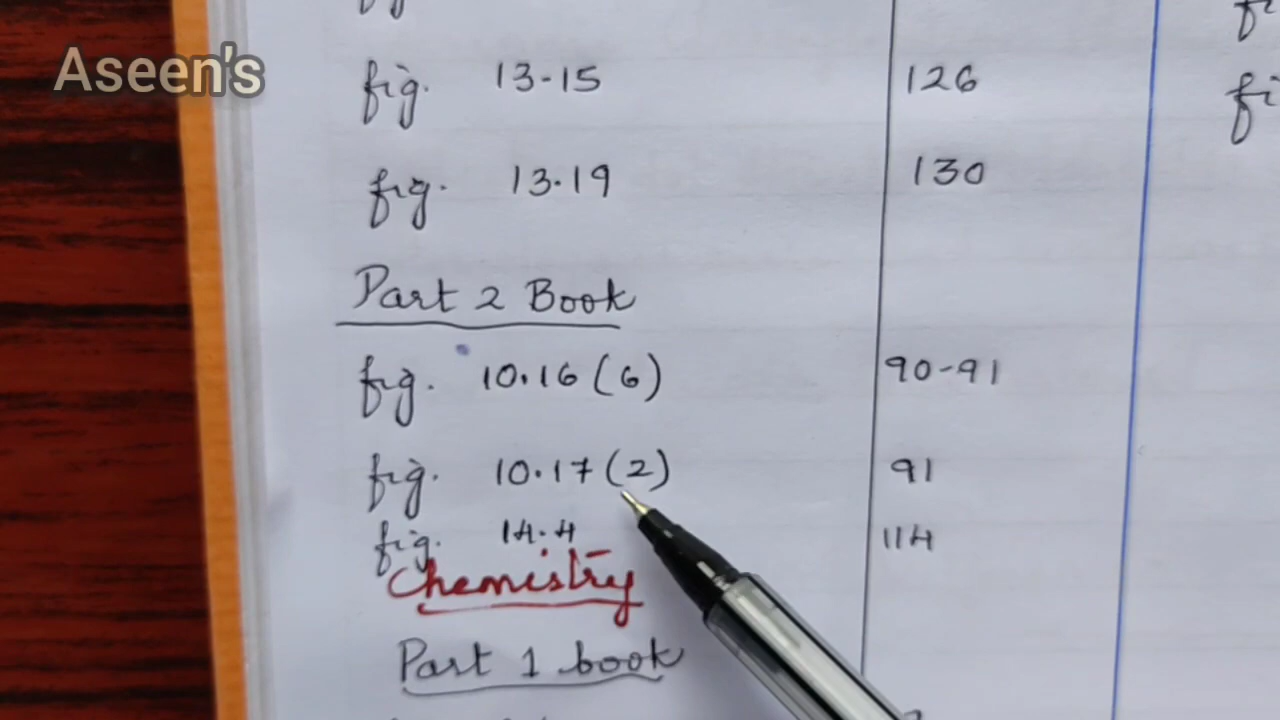 Aseen's
fig. 13-15 126
fig. 13.19 130
Part 2 Book
fig. 10.16 (6) 90-91
fig. 10.17 (2) 91
fig. 14.4 114
Chemistry
Part 1 book